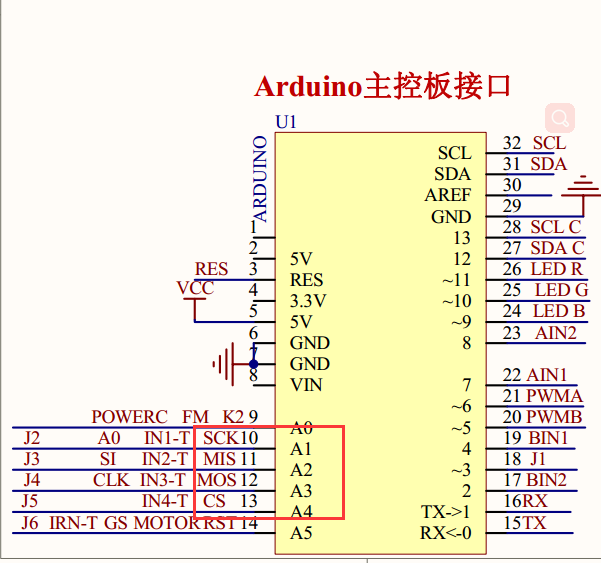 Arduino主控板接口
U1
ARDUINO
1
2 5V
RES 3 RES
VCC 4 3.3V
5 5V
6 GND
7 GND
8 VIN
POWERC FM K2 9 A0
J2 A0 IN1-T SCK 10 A1
J3 SI IN2-T MIS 11 A2
J4 CLK IN3-T MOS 12 A3
J5 IN4-T CS 13 A4
J6 IRN-T GS MOTOR RST 14 A5
SCL 32 SCL
SDA 31 SDA
AREF 30
GND 29
13 28 SCL C
12 27 SDA C
~11 26 LED R
~10 25 LED G
~9 24 LED B
8 23 AIN2
7 22 AIN1
~6 21 PWMA
~5 20 PWMB
4 19 BIN1
~3 18 J1
2 17 BIN2
TX->1 16 RX
RX<-0 15 TX